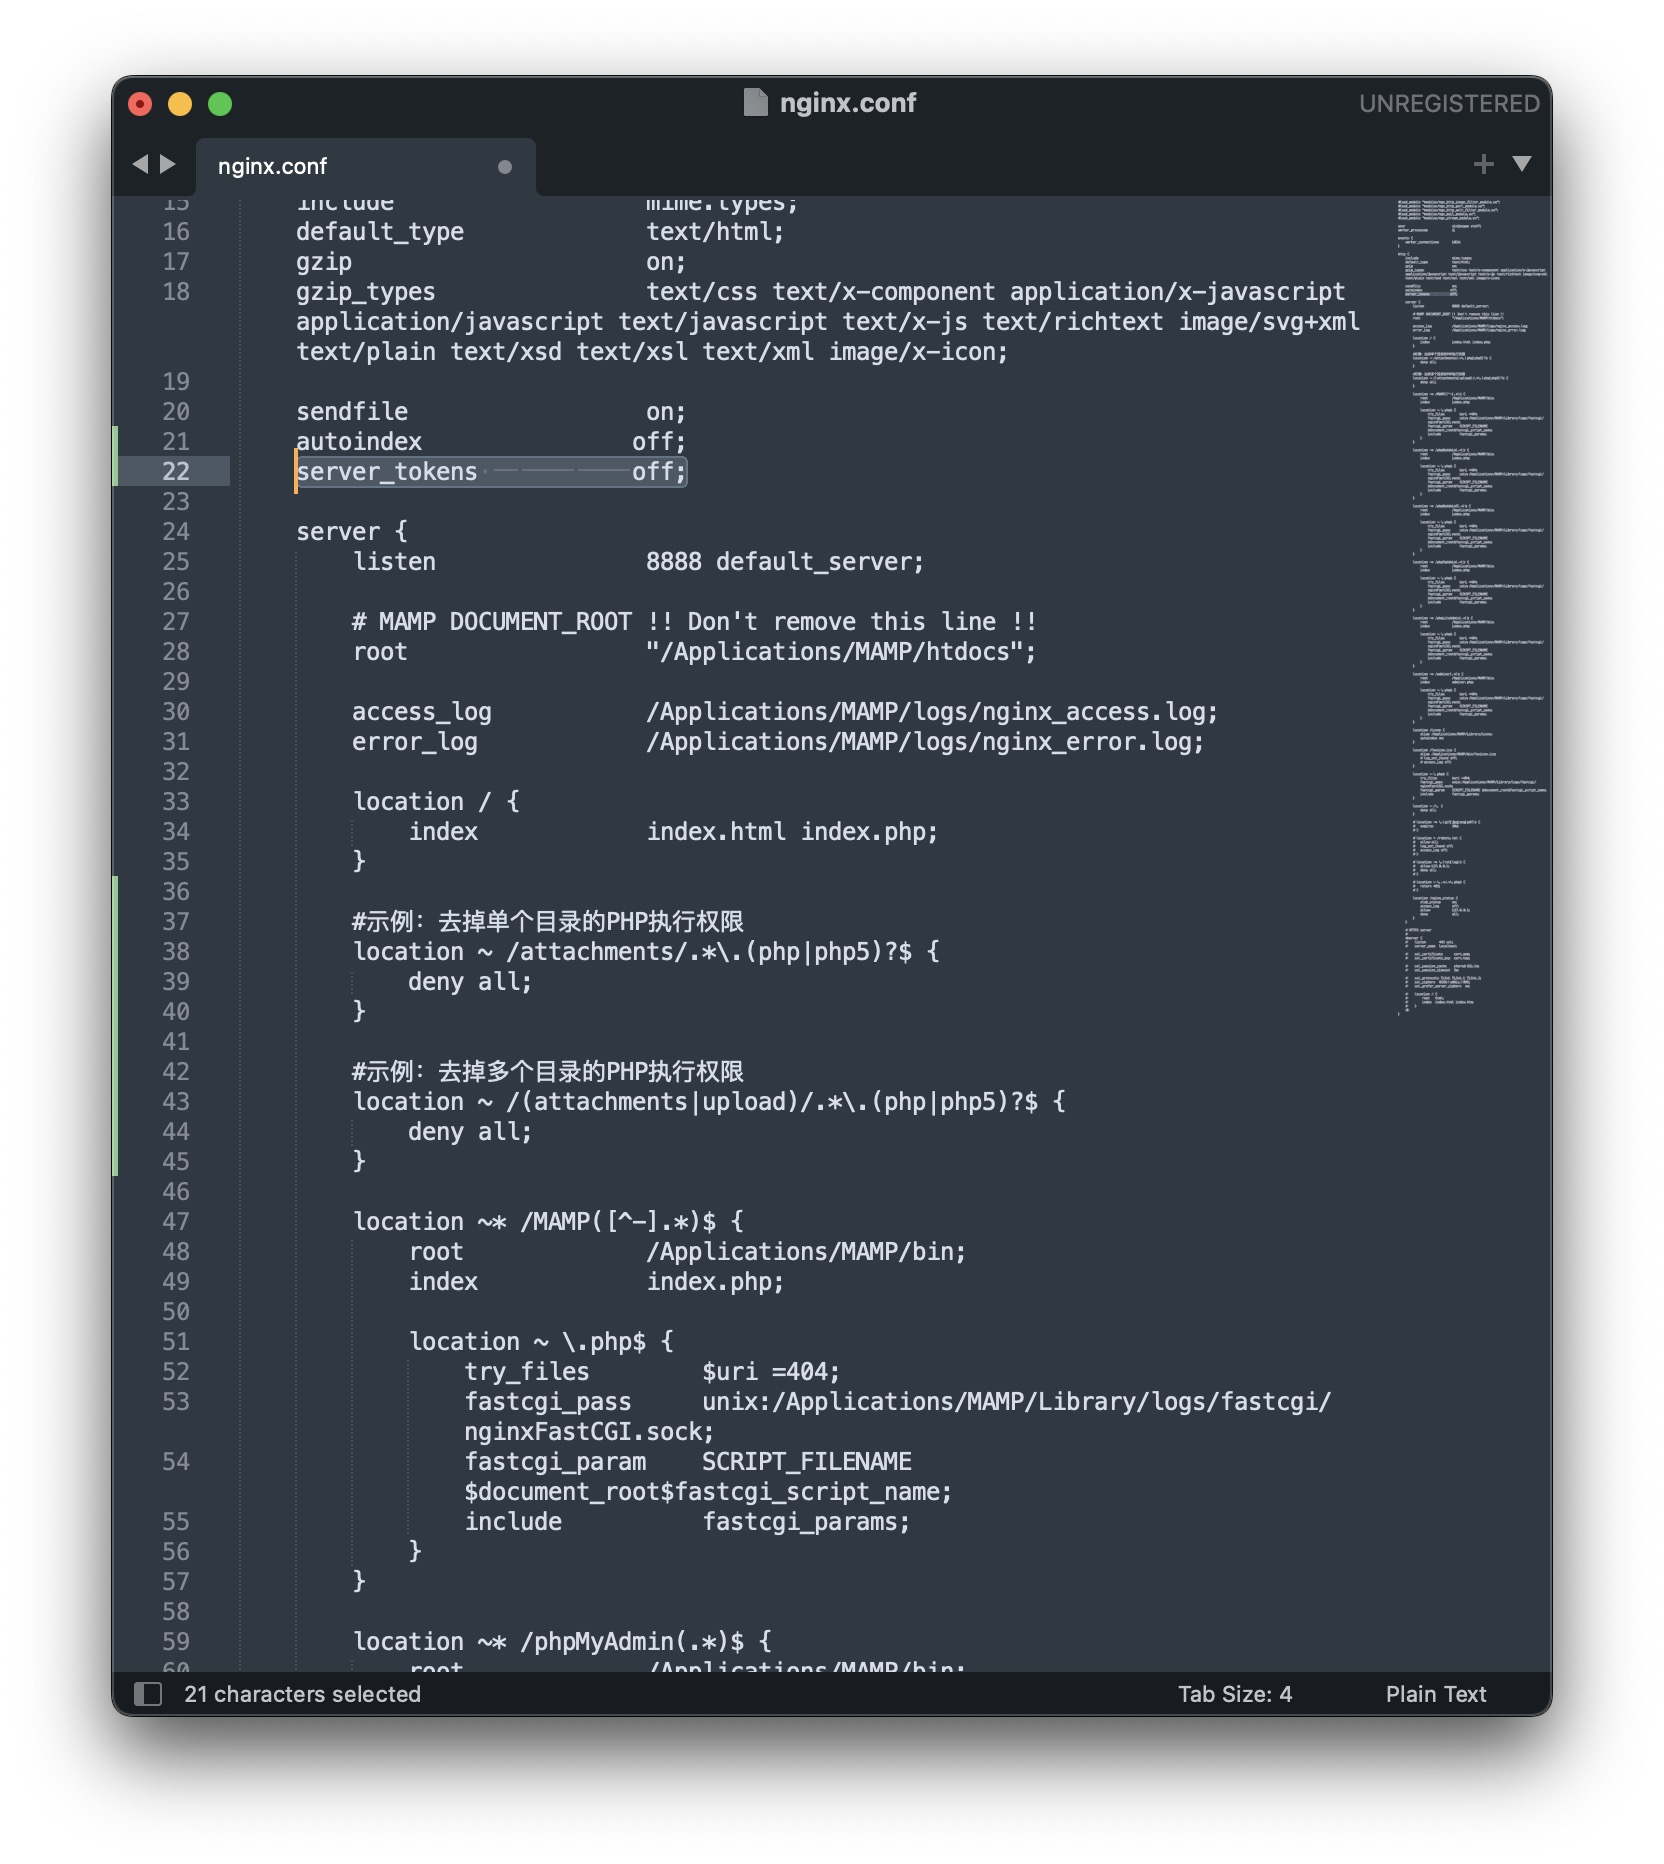 nginx.conf
UNREGISTERED
nginx.conf
15 include mime.types;
16 default_type text/html;
17 gzip on;
18 gzip_types text/css text/x-component application/x-javascript
application/javascript text/javascript text/x-js text/richtext image/svg+xml
text/plain text/xsd text/xsl text/xml image/x-icon;
19
20 sendfile on;
21 autoindex off;
22 server_tokens off;
23
24 server {
25 listen 8888 default_server;
26
27 # MAMP DOCUMENT_ROOT !! Don't remove this line !!
28 root "/Applications/MAMP/htdocs";
29
30 access_log /Applications/MAMP/logs/nginx_access.log;
31 error_log /Applications/MAMP/logs/nginx_error.log;
32
33 location / {
34 index index.html index.php;
35 }
36
37 #示例：去掉单个目录的PHP执行权限
38 location ~ /attachments/.*\.(php|php5)?$ {
39 deny all;
40 }
41
42 #示例：去掉多个目录的PHP执行权限
43 location ~ /(attachments|upload)/.*\.(php|php5)?$ {
44 deny all;
45 }
46
47 location ~* /MAMP([^-].*)$ {
48 root /Applications/MAMP/bin;
49 index index.php;
50
51 location ~ \.php$ {
52 try_files $uri =404;
53 fastcgi_pass unix:/Applications/MAMP/Library/logs/fastcgi/
nginxFastCGI.sock;
54 fastcgi_param SCRIPT_FILENAME
$document_root$fastcgi_script_name;
55 include fastcgi_params;
56 }
57 }
58
59 location ~* /phpMyAdmin(.*)$ {
60 root /Applications/MAMP/bin;
21 characters selected
Tab Size: 4
Plain Text